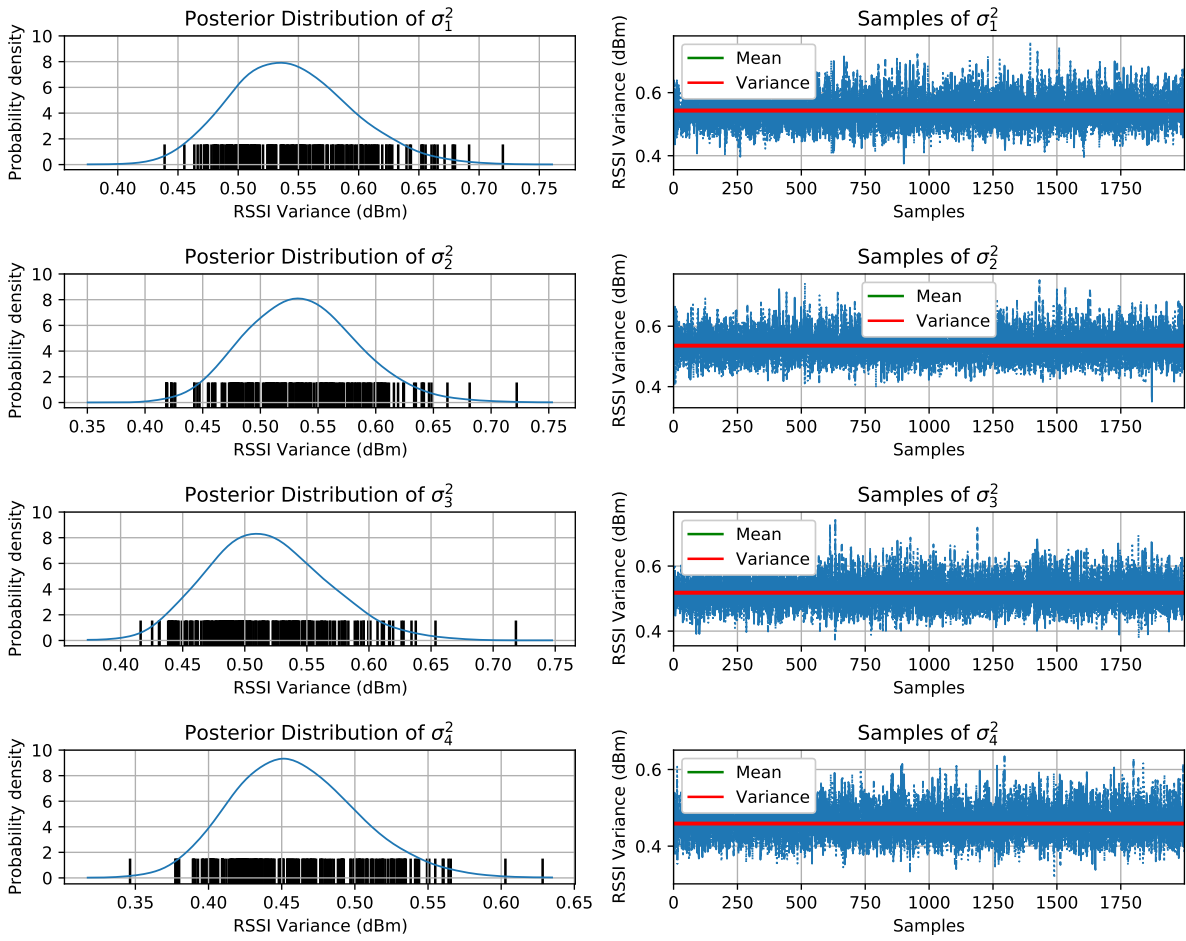 Posterior Distribution of σ₁²
Probability density
10
8
6
4
2
0
0.40 0.45 0.50 0.55 0.60 0.65 0.70 0.75
RSSI Variance (dBm)
Samples of σ₁²
RSSI Variance (dBm)
0.6
0.4
Mean
Variance
0 250 500 750 1000 1250 1500 1750
Samples
Posterior Distribution of σ₂²
Probability density
10
8
6
4
2
0
0.35 0.40 0.45 0.50 0.55 0.60 0.65 0.70 0.75
RSSI Variance (dBm)
Samples of σ₂²
RSSI Variance (dBm)
0.6
0.4
Mean
Variance
0 250 500 750 1000 1250 1500 1750
Samples
Posterior Distribution of σ₃²
Probability density
10
8
6
4
2
0
0.40 0.45 0.50 0.55 0.60 0.65 0.70 0.75
RSSI Variance (dBm)
Samples of σ₃²
RSSI Variance (dBm)
0.6
0.4
Mean
Variance
0 250 500 750 1000 1250 1500 1750
Samples
Posterior Distribution of σ₄²
Probability density
10
8
6
4
2
0
0.35 0.40 0.45 0.50 0.55 0.60 0.65
RSSI Variance (dBm)
Samples of σ₄²
RSSI Variance (dBm)
0.6
0.4
Mean
Variance
0 250 500 750 1000 1250 1500 1750
Samples